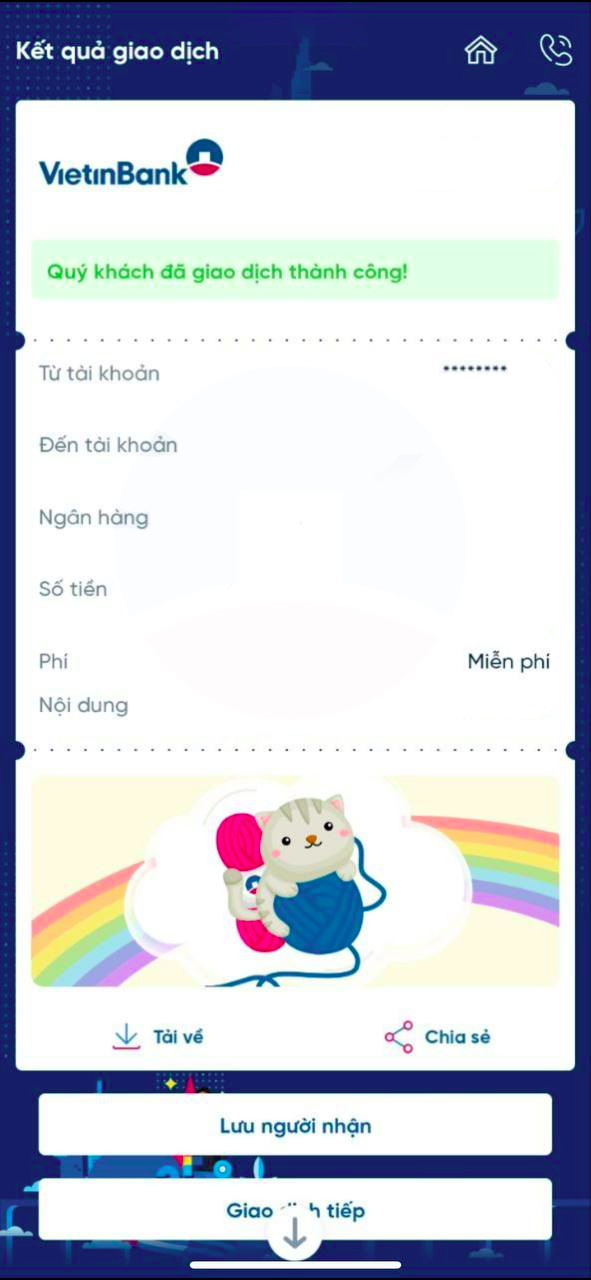 Kết quả giao dịch
VietinBank
Quý khách đã giao dịch thành công!
Từ tài khoản ********
Đến tài khoản
Ngân hàng
Số tiền
Phí Miễn phí
Nội dung
Tải về Chia sẻ
Lưu người nhận
Giao tiếp